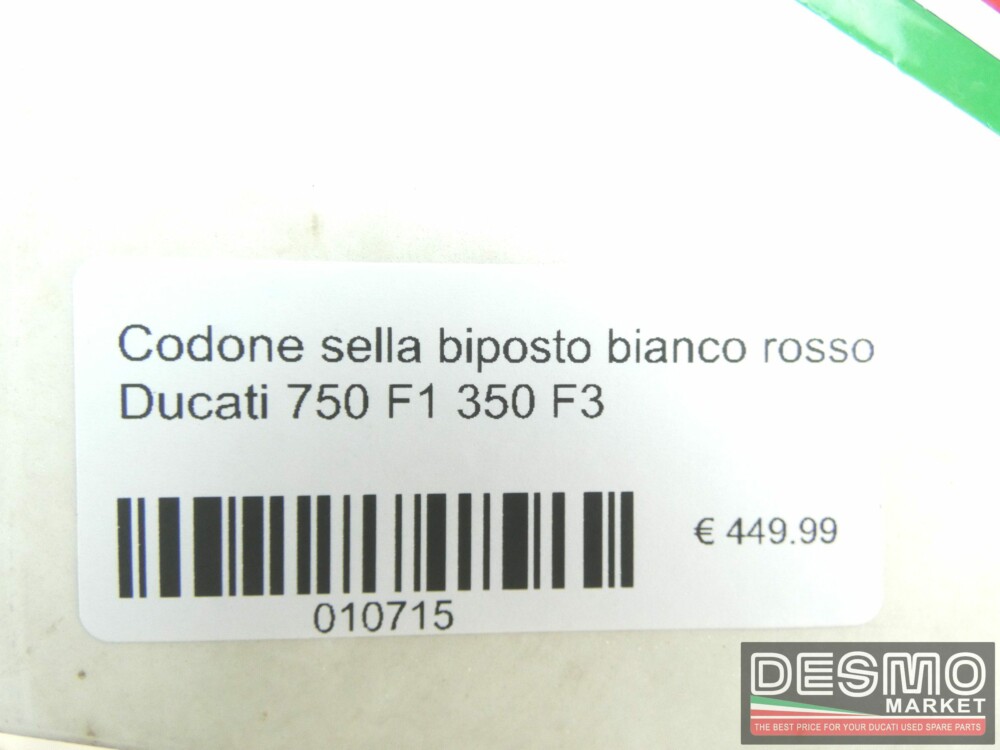 Codone sella biposto bianco rosso
Ducati 750 F1 350 F3
€ 449.99
010715
DESMO
MARKET
THE BEST PRICE FOR YOUR DUCATI USED SPARE PARTS